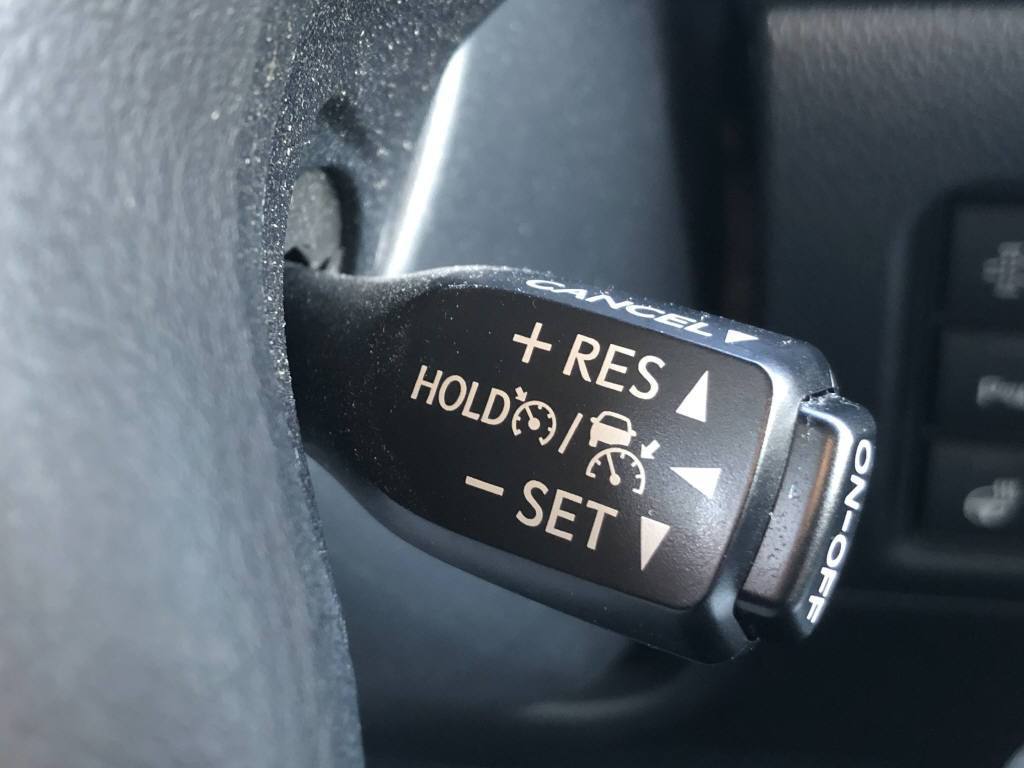 CANCEL
+ RES
HOLD /
- SET
ON-OFF